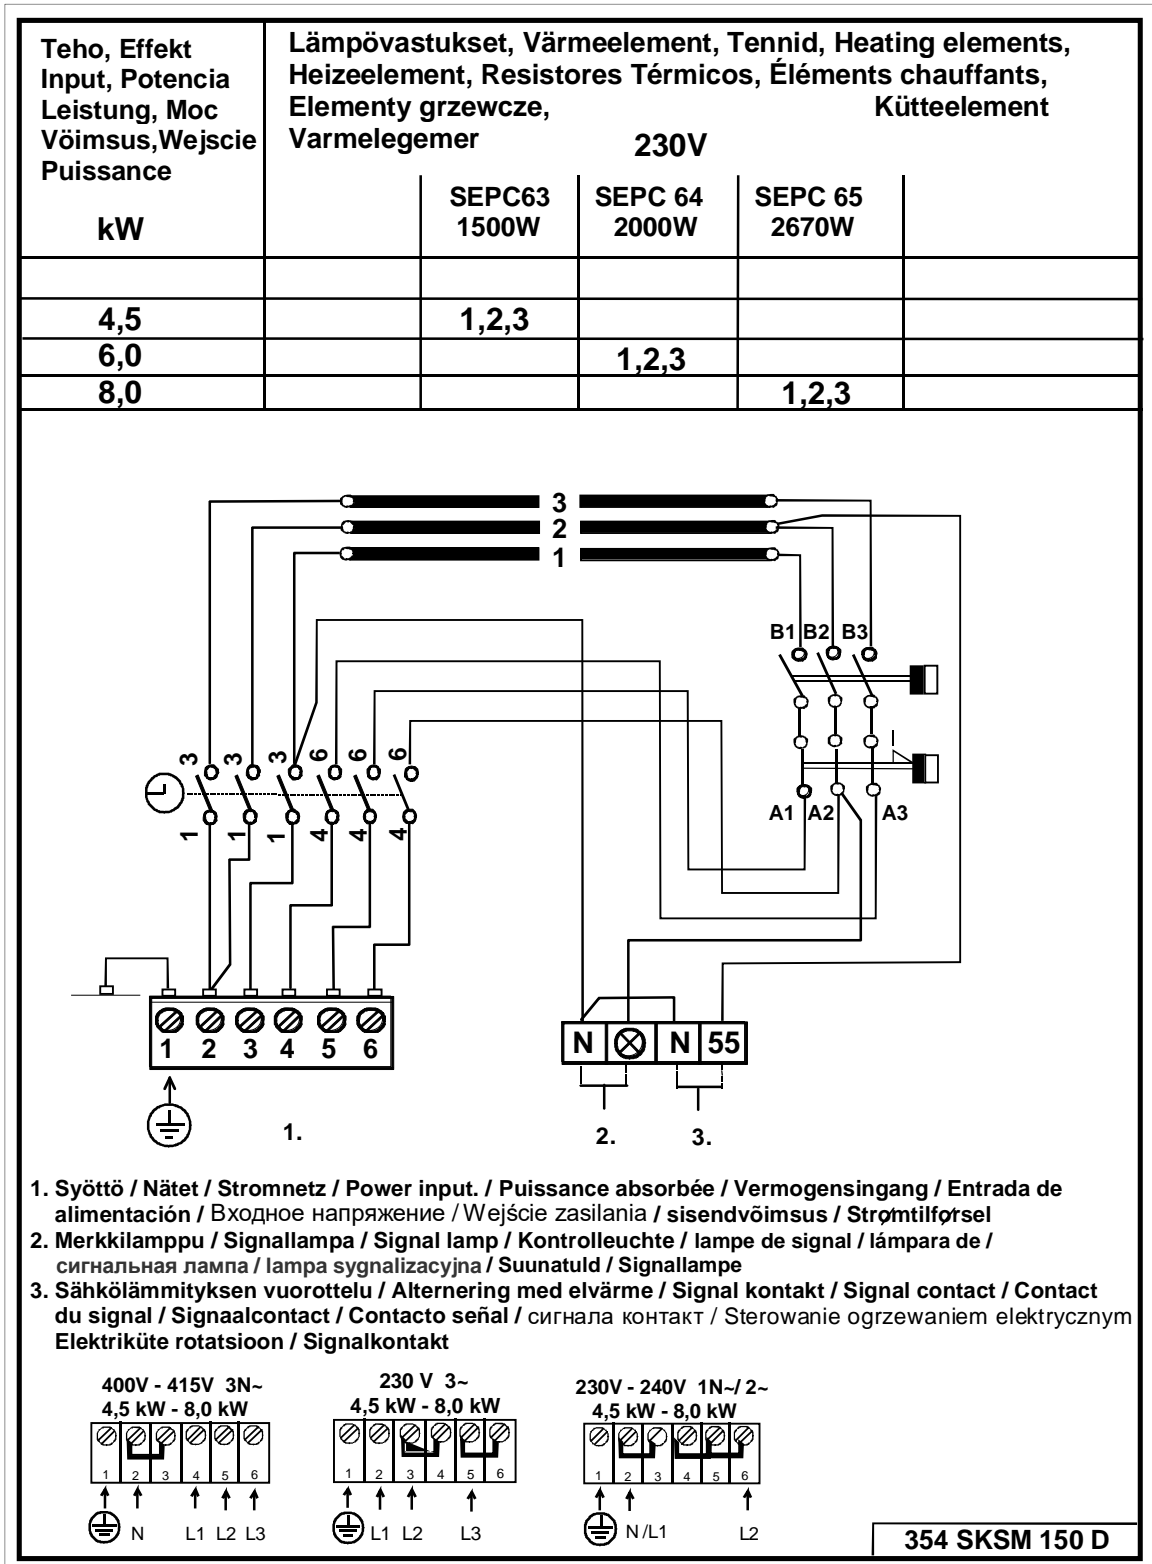 Teho, Effekt
Input, Potencia
Leistung, Moc
Vöimsus,Wejscie
Puissance
kW
Lämpövastukset, Värmeelement, Tennid, Heating elements,
Heizeelement, Resistores Térmicos, Éléments chauffants,
Elementy grzewcze, Kütteelement
Varmelegemer 230V
SEPC63 SEPC 64 SEPC 65
1500W 2000W 2670W
4,5 1,2,3
6,0 1,2,3
8,0 1,2,3
3
2
1
B1 B2 B3
3 3 3 6 6 6
1 1 1 4 4 4
A1 A2 A3
1 2 3 4 5 6
N N 55
1. 2. 3.
1. Syöttö / Nätet / Stromnetz / Power input. / Puissance absorbée / Vermogensingang / Entrada de
alimentación / Входное напряжение / Wejście zasilania / sisendvõimsus / Strømtilførsel
2. Merkkilamppu / Signallampa / Signal lamp / Kontrolleuchte / lampe de signal / lámpara de /
сигнальная лампа / lampa sygnalizacyjna / Suunatuld / Signallampe
3. Sähkölämmityksen vuorottelu / Alternering med elvärme / Signal kontakt / Signal contact / Contact
du signal / Signaalcontact / Contacto señal / сигнала контакт / Sterowanie ogrzewaniem elektrycznym
Elektriküte rotatsioon / Signalkontakt
400V - 415V 3N~
4,5 kW - 8,0 kW
1 2 3 4 5 6
N L1 L2 L3
230 V 3~
4,5 kW - 8,0 kW
1 2 3 4 5 6
L1 L2 L3
230V - 240V 1N~/ 2~
4,5 kW - 8,0 kW
1 2 3 4 5 6
N /L1 L2
354 SKSM 150 D